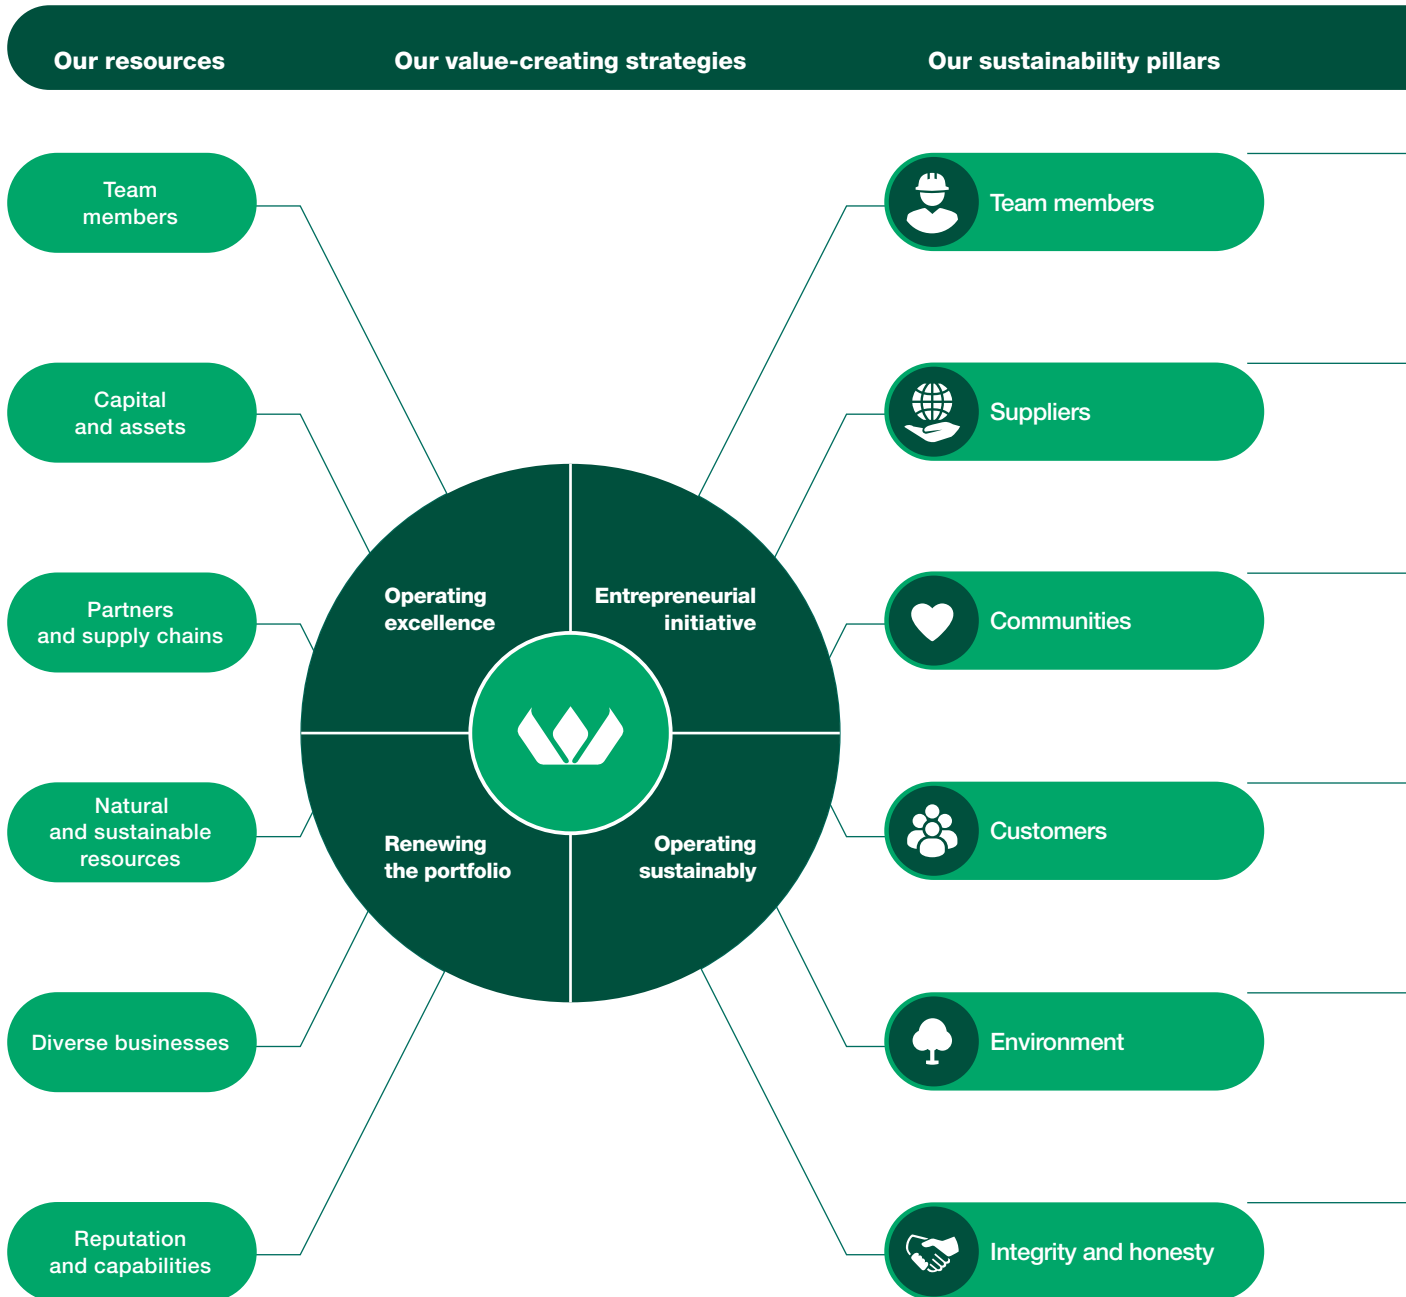 Our resources
Our value-creating strategies
Our sustainability pillars
Team
members
Capital
and assets
Partners
and supply chains
Natural
and sustainable
resources
Diverse businesses
Reputation
and capabilities
Operating
excellence
Entrepreneurial
initiative
Renewing
the portfolio
Operating
sustainably
Team members
Suppliers
Communities
Customers
Environment
Integrity and honesty